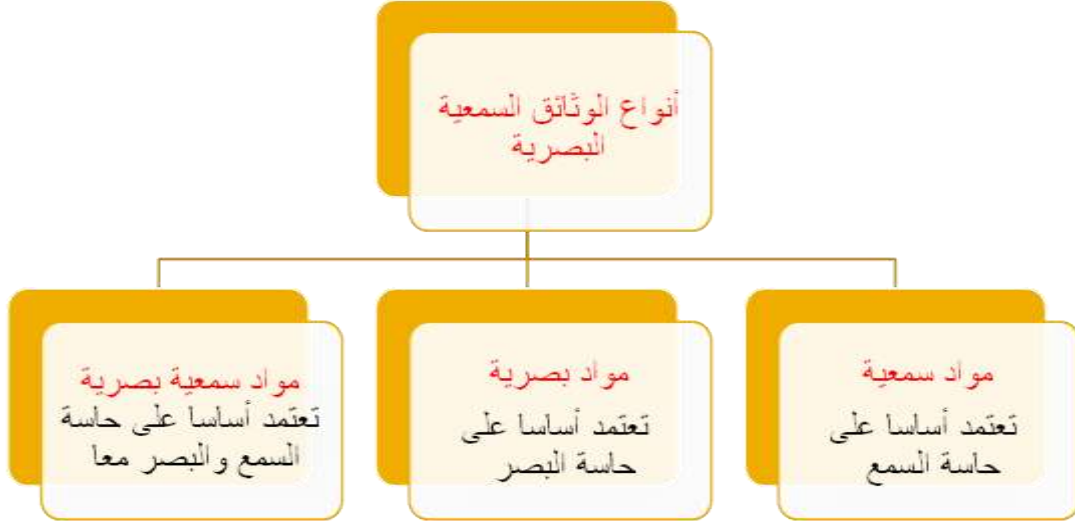 أنواع الوثائق السمعية
البصرية
مواد سمعية
تعتمد أساسا على
حاسة السمع
مواد بصرية
تعتمد أساسا على
حاسة البصر
مواد سمعية بصرية
تعتمد أساسا على حاسة
السمع والبصر معا